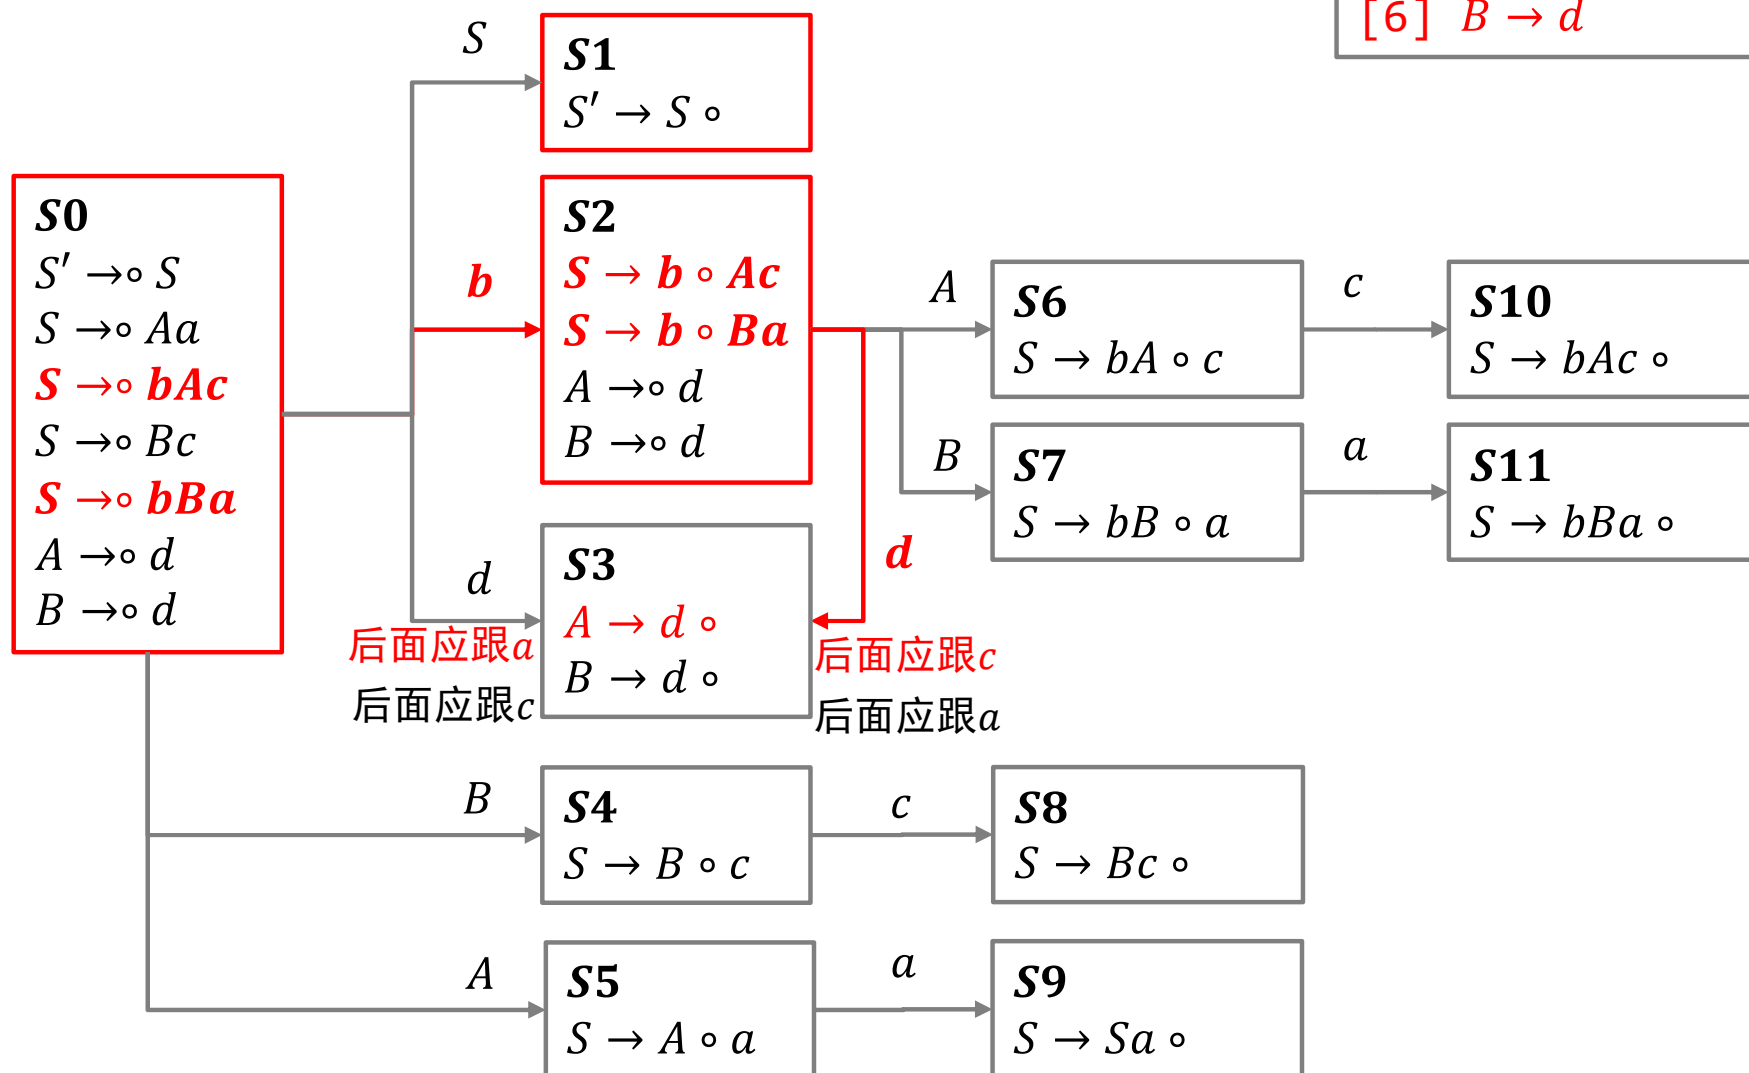 [6] B → d
S
S1
S′ → S ∘
S0
S′ →∘ S
S →∘ Aa
S →∘ bAc
S →∘ Bc
S →∘ bBa
A →∘ d
B →∘ d
b
S2
S → b ∘ Ac
S → b ∘ Ba
A →∘ d
B →∘ d
A
S6
S → bA ∘ c
c
S10
S → bAc ∘
B
S7
S → bB ∘ a
a
S11
S → bBa ∘
d
d
S3
A → d ∘
B → d ∘
后面应跟a
后面应跟c
后面应跟c
后面应跟a
B
S4
S → B ∘ c
c
S8
S → Bc ∘
A
S5
S → A ∘ a
a
S9
S → Sa ∘